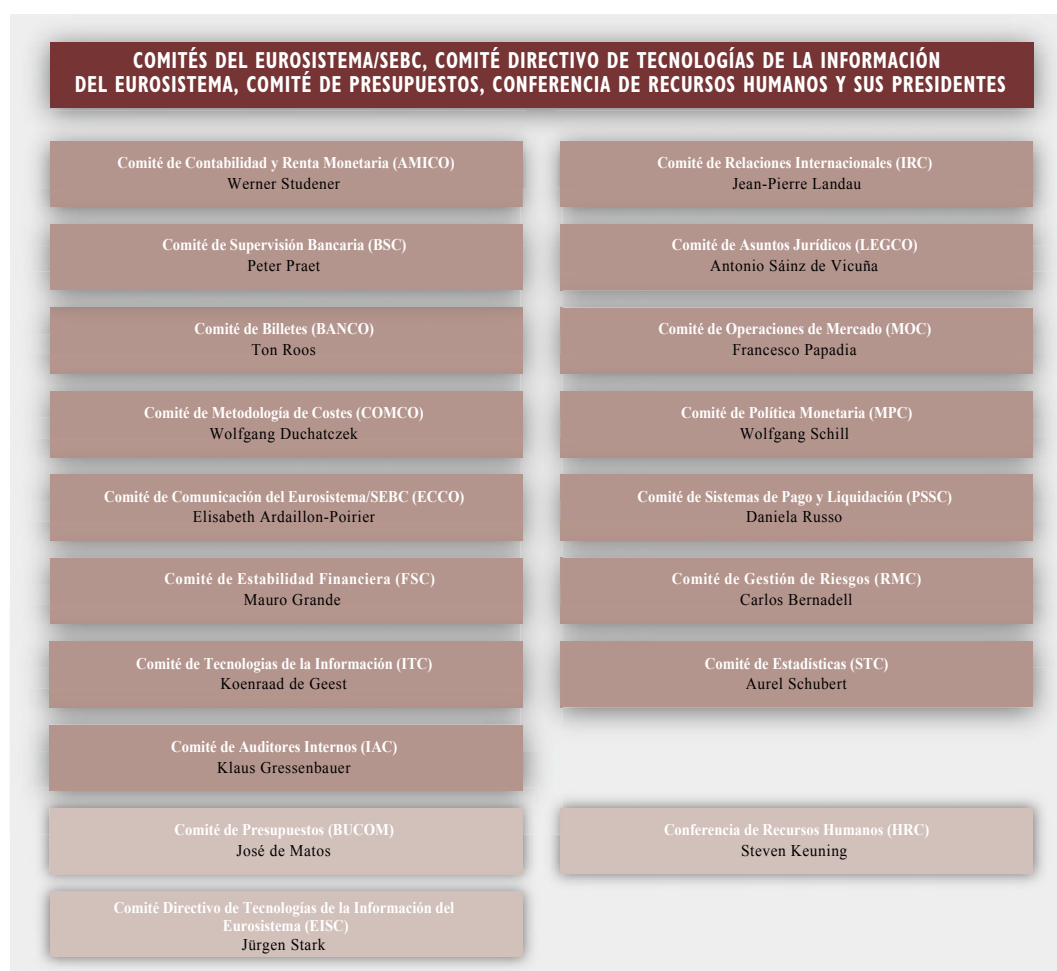 COMITÉS DEL EUROSISTEMA/SEBC, COMITÉ DIRECTIVO DE TECNOLOGÍAS DE LA INFORMACIÓN
DEL EUROSISTEMA, COMITÉ DE PRESUPUESTOS, CONFERENCIA DE RECURSOS HUMANOS Y SUS PRESIDENTES
Comité de Contabilidad y Renta Monetaria (AMICO)
Werner Studener
Comité de Relaciones Internacionales (IRC)
Jean-Pierre Landau
Comité de Supervisión Bancaria (BSC)
Peter Praet
Comité de Asuntos Jurídicos (LEGCO)
Antonio Sáinz de Vicuña
Comité de Billetes (BANCO)
Ton Roos
Comité de Operaciones de Mercado (MOC)
Francesco Papadia
Comité de Metodología de Costes (COMCO)
Wolfgang Duchatczek
Comité de Política Monetaria (MPC)
Wolfgang Schill
Comité de Comunicación del Eurosistema/SEBC (ECCO)
Elisabeth Ardaillon-Poirier
Comité de Sistemas de Pago y Liquidación (PSSC)
Daniela Russo
Comité de Estabilidad Financiera (FSC)
Mauro Grande
Comité de Gestión de Riesgos (RMC)
Carlos Bernadell
Comité de Tecnologias de la Información (ITC)
Koenraad de Geest
Comité de Estadísticas (STC)
Aurel Schubert
Comité de Auditores Internos (IAC)
Klaus Gressenbauer
Comité de Presupuestos (BUCOM)
José de Matos
Conferencia de Recursos Humanos (HRC)
Steven Keuning
Comité Directivo de Tecnologías de la Información del
Eurosistema (EISC)
Jürgen Stark